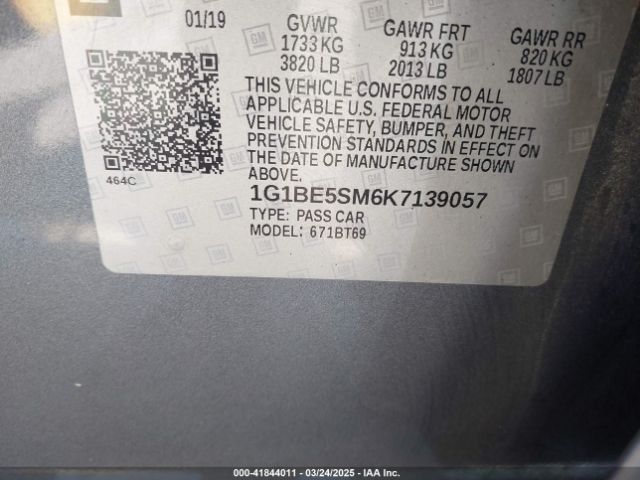 01/19 GVWR GAWR FRT GAWR RR
1733 KG 913 KG 820 KG
3820 LB 2013 LB 1807 LB
THIS VEHICLE CONFORMS TO ALL
APPLICABLE U.S. FEDERAL MOTOR
VEHICLE SAFETY, BUMPER, AND THEFT
PREVENTION STANDARDS IN EFFECT ON
THE DATE OF MANUFACTURE SHOWN
ABOVE.
464C
1G1BE5SM6K7139057
TYPE: PASS CAR
MODEL: 671BT69
000-41844011 — 03/24/2025 — IAA Inc.